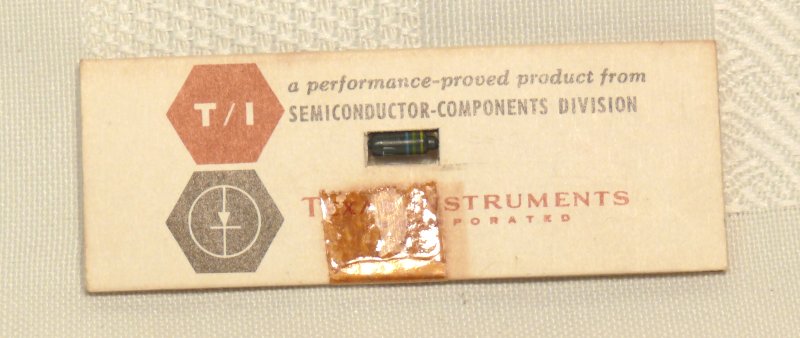 T/I
a performance-proved product from
SEMICONDUCTOR-COMPONENTS DIVISION
INSTRUMENTS